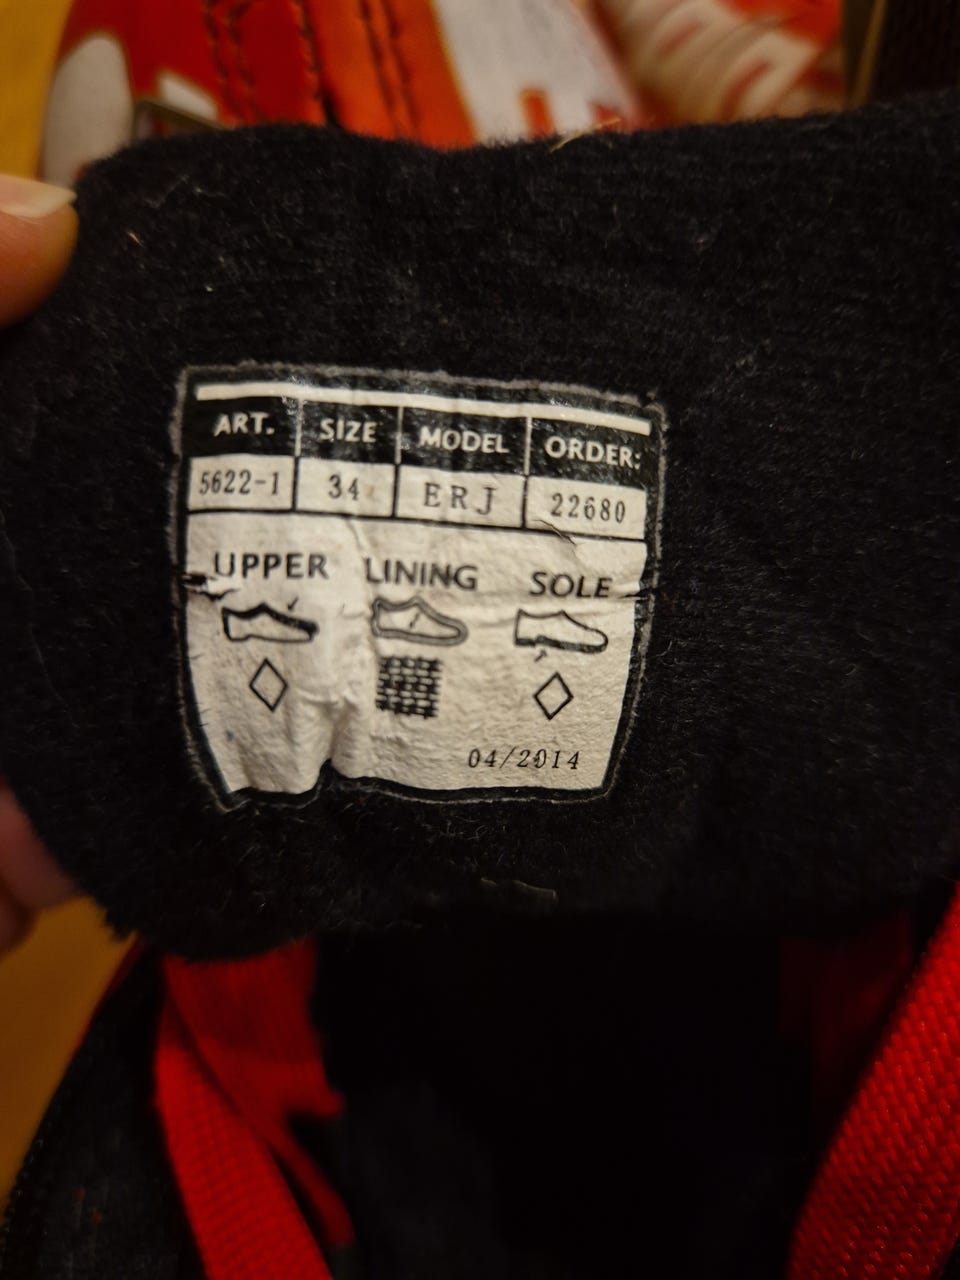 ART. SIZE MODEL ORDER:
5622-1 34 ERJ 22680
UPPER LINING SOLE
04/2014